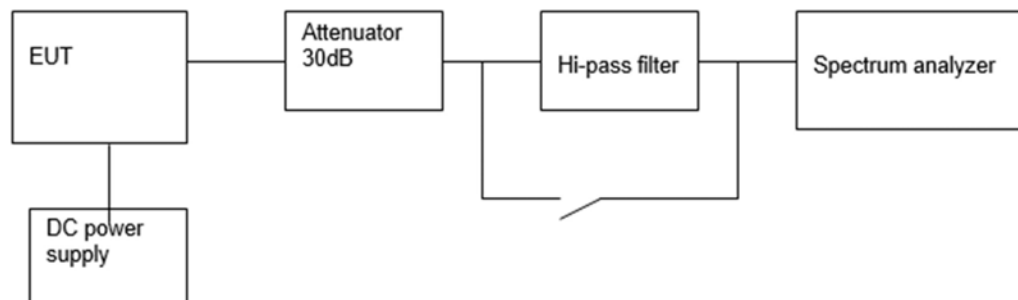 EUT
Attenuator
30dB
Hi-pass filter
Spectrum analyzer
DC power
supply